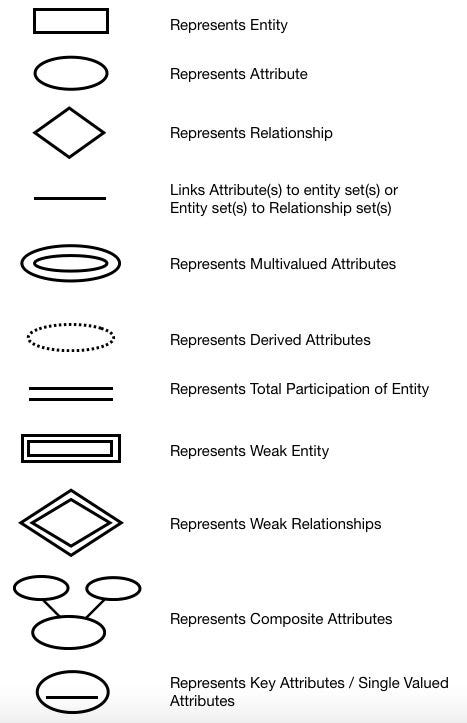 Represents Entity
Represents Attribute
Represents Relationship
Links Attribute(s) to entity set(s) or
Entity set(s) to Relationship set(s)
Represents Multivalued Attributes
Represents Derived Attributes
Represents Total Participation of Entity
Represents Weak Entity
Represents Weak Relationships
Represents Composite Attributes
Represents Key Attributes / Single Valued
Attributes